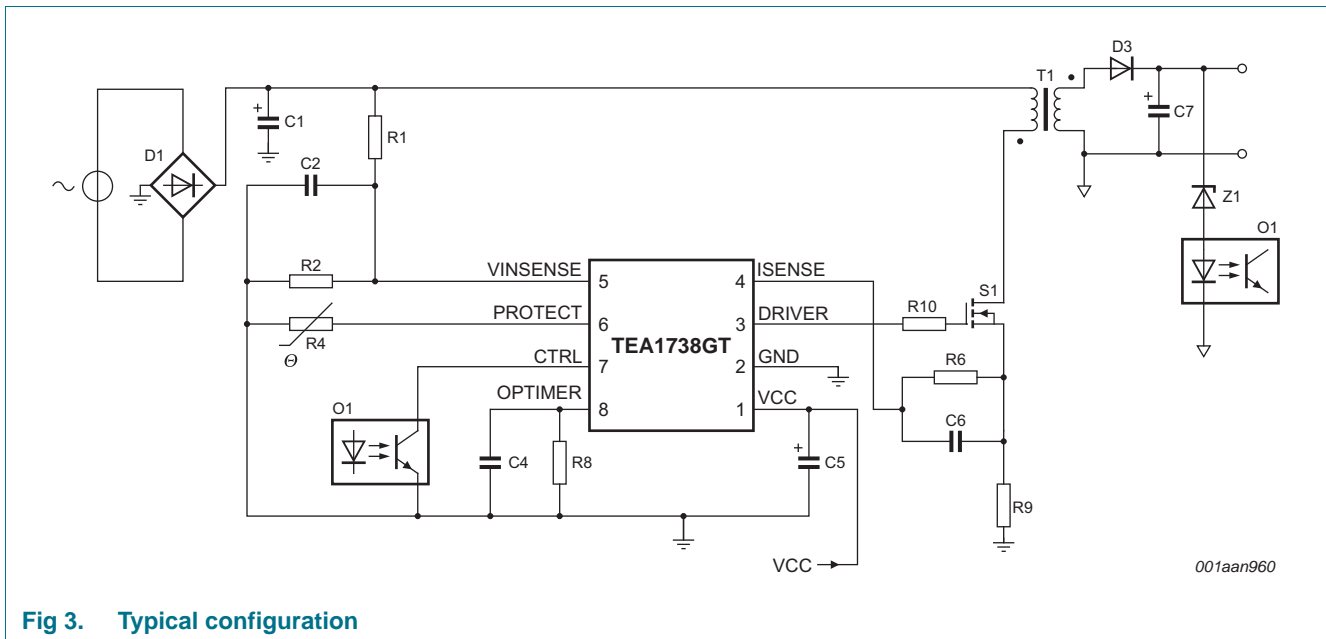 T1
D3
C1
R1
C7
D1
C2
Z1
O1
R2
VINSENSE
5
ISENSE
4
S1
R10
R4
Θ
PROTECT
6
DRIVER
3
TEA1738GT
CTRL
7
GND
2
R6
OPTIMER
8
VCC
1
C6
O1
C4
R8
C5
R9
VCC
001aan960
Fig 3. Typical configuration